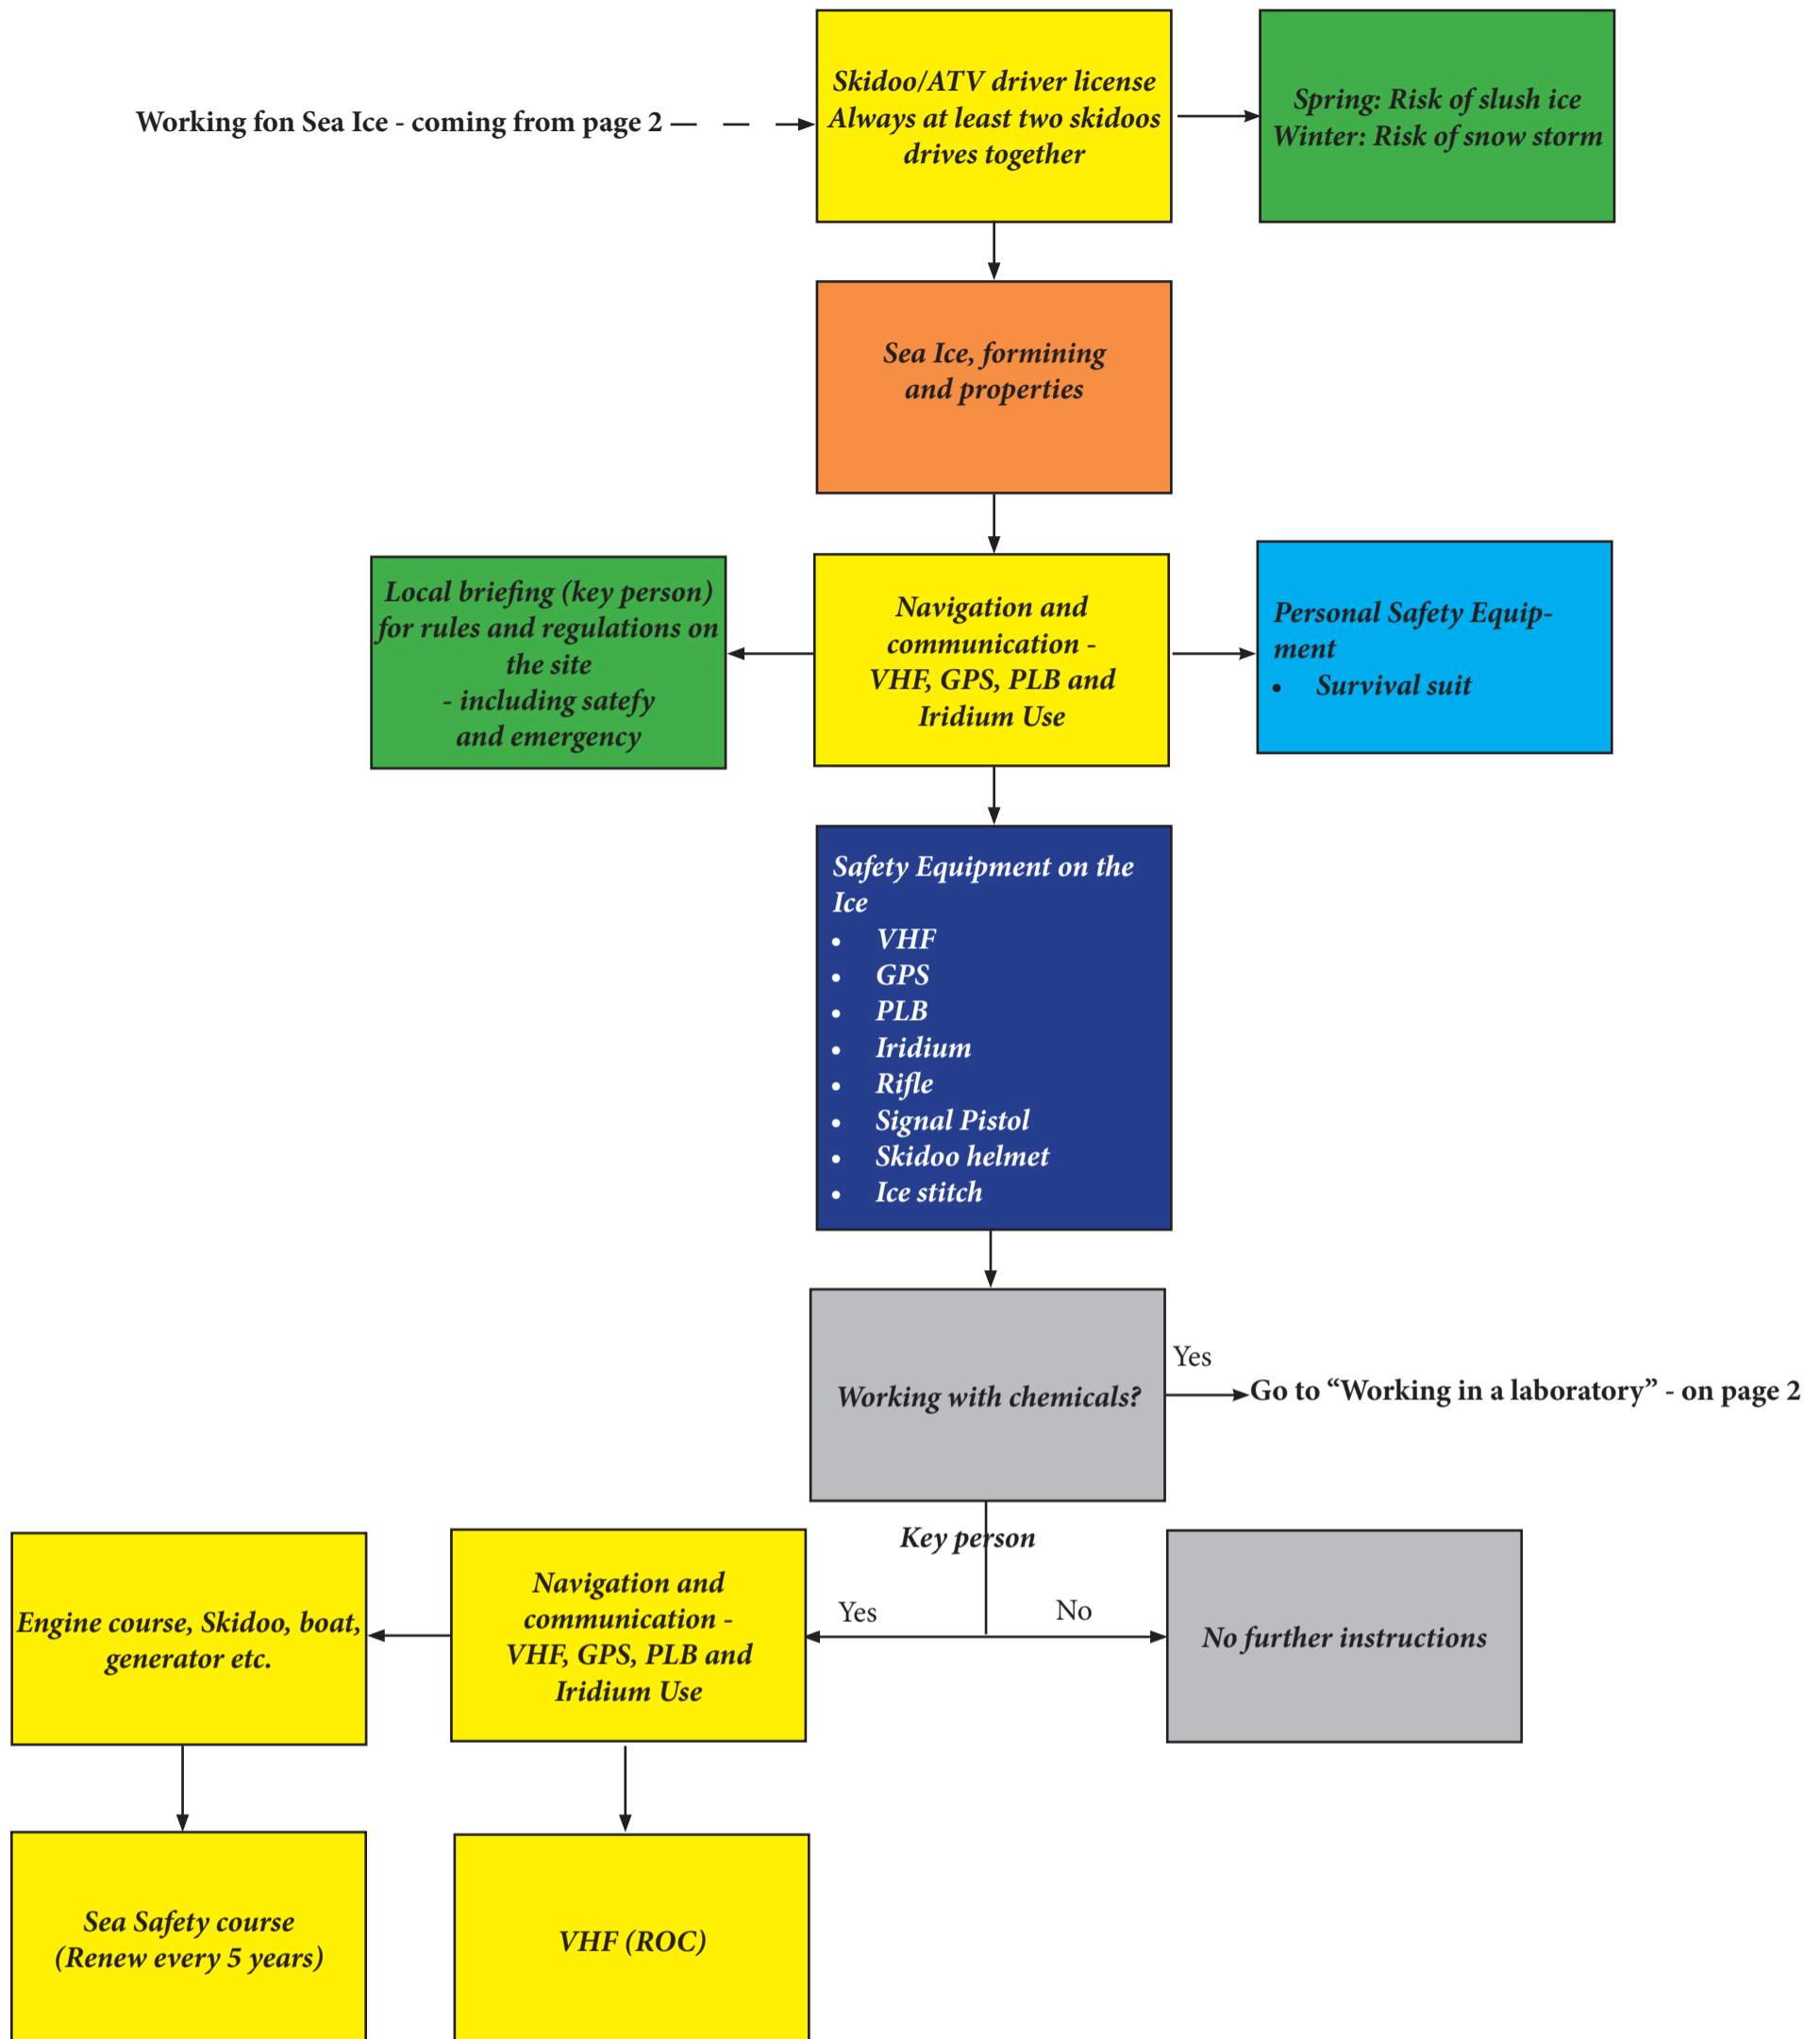 Working fon Sea Ice - coming from page 2
Skidoo/ATV driver license
Always at least two skidoos
drives together
Spring: Risk of slush ice
Winter: Risk of snow storm
Sea Ice, formining
and properties
Local briefing (key person)
for rules and regulations on
the site
- including satefy
and emergency
Navigation and
communication -
VHF, GPS, PLB and
Iridium Use
Personal Safety Equip-
ment
• Survival suit
Safety Equipment on the
Ice
• VHF
• GPS
• PLB
• Iridium
• Rifle
• Signal Pistol
• Skidoo helmet
• Ice stitch
Working with chemicals?
Yes
Go to “Working in a laboratory” - on page 2
Key person
Yes
No
Engine course, Skidoo, boat,
generator etc.
Navigation and
communication -
VHF, GPS, PLB and
Iridium Use
No further instructions
Sea Safety course
(Renew every 5 years)
VHF (ROC)